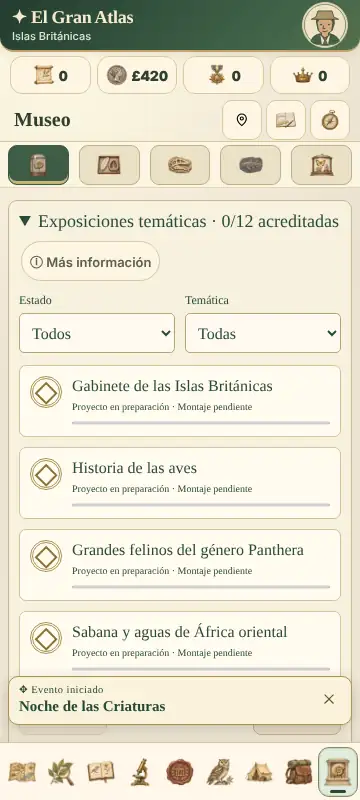 ✦ El Gran Atlas
Islas Británicas
0
£420
0
0
Museo
▼ Exposiciones temáticas · 0/12 acreditadas
ⓘ Más información
Estado
Temática
Todos
Todas
Gabinete de las Islas Británicas
Proyecto en preparación · Montaje pendiente
Historia de las aves
Proyecto en preparación · Montaje pendiente
Grandes felinos del género Panthera
Proyecto en preparación · Montaje pendiente
Sabana y aguas de África oriental
Proyecto en preparación · Montaje pendiente
✥ Evento iniciado
Noche de las Criaturas
×